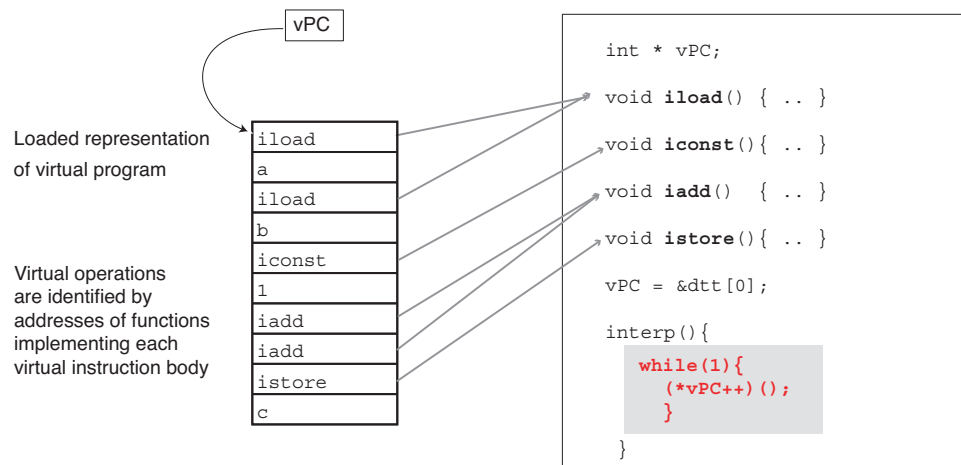 vPC
Loaded representation
of virtual program
Virtual operations
are identified by
addresses of functions
implementing each
virtual instruction body
iload
a
iload
b
iconst
1
iadd
iadd
istore
c
int * vPC;
void iload() { .. }
void iconst(){ .. }
void iadd()  { .. }
void istore(){ .. }
vPC = &dtt[0];
interp(){
while(1){
(*vPC++)();
}
}